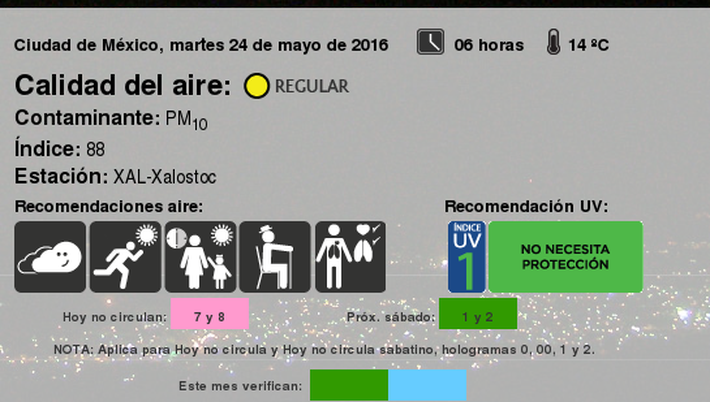 Ciudad de México, martes 24 de mayo de 2016 06 horas 14 ºC
Calidad del aire: REGULAR
Contaminante: PM10
Índice: 88
Estación: XAL-Xalostoc
Recomendaciones aire: Recomendación UV:
ÍNDICE
UV
1
NO NECESITA
PROTECCIÓN
Hoy no circulan: 7 y 8 Próx. sábado: 1 y 2
NOTA: Aplica para Hoy no circula y Hoy no circula sabatino, hologramas 0, 00, 1 y 2.
Este mes verifican: